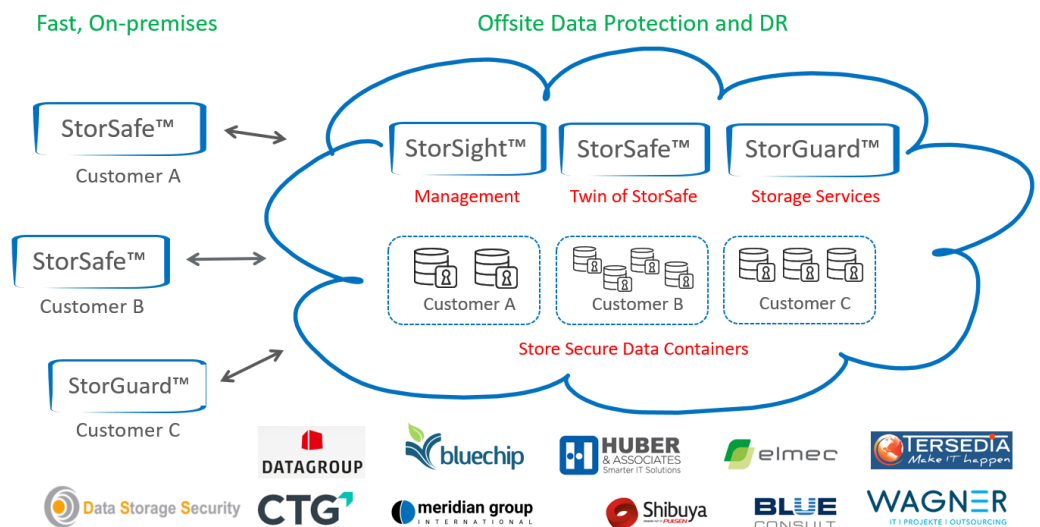 Fast, On-premises
Offsite Data Protection and DR
StorSafe™
Customer A
StorSafe™
Customer B
StorGuard™
Customer C
StorSight™
StorSafe™
StorGuard™
Management
Twin of StorSafe
Storage Services
Customer A
Customer B
Customer C
Store Secure Data Containers
DATAGROUP
bluechip
HUBER
& ASSOCIATES
Smarter IT Solutions
elmec
TERSEDIA
Make IT happen
Data Storage Security
CTG
meridian group
INTERNATIONAL
Shibuya
PULSEN
BLUE
CONSULT
WAGNER
IT | PROJEKTE | OUTSOURCING